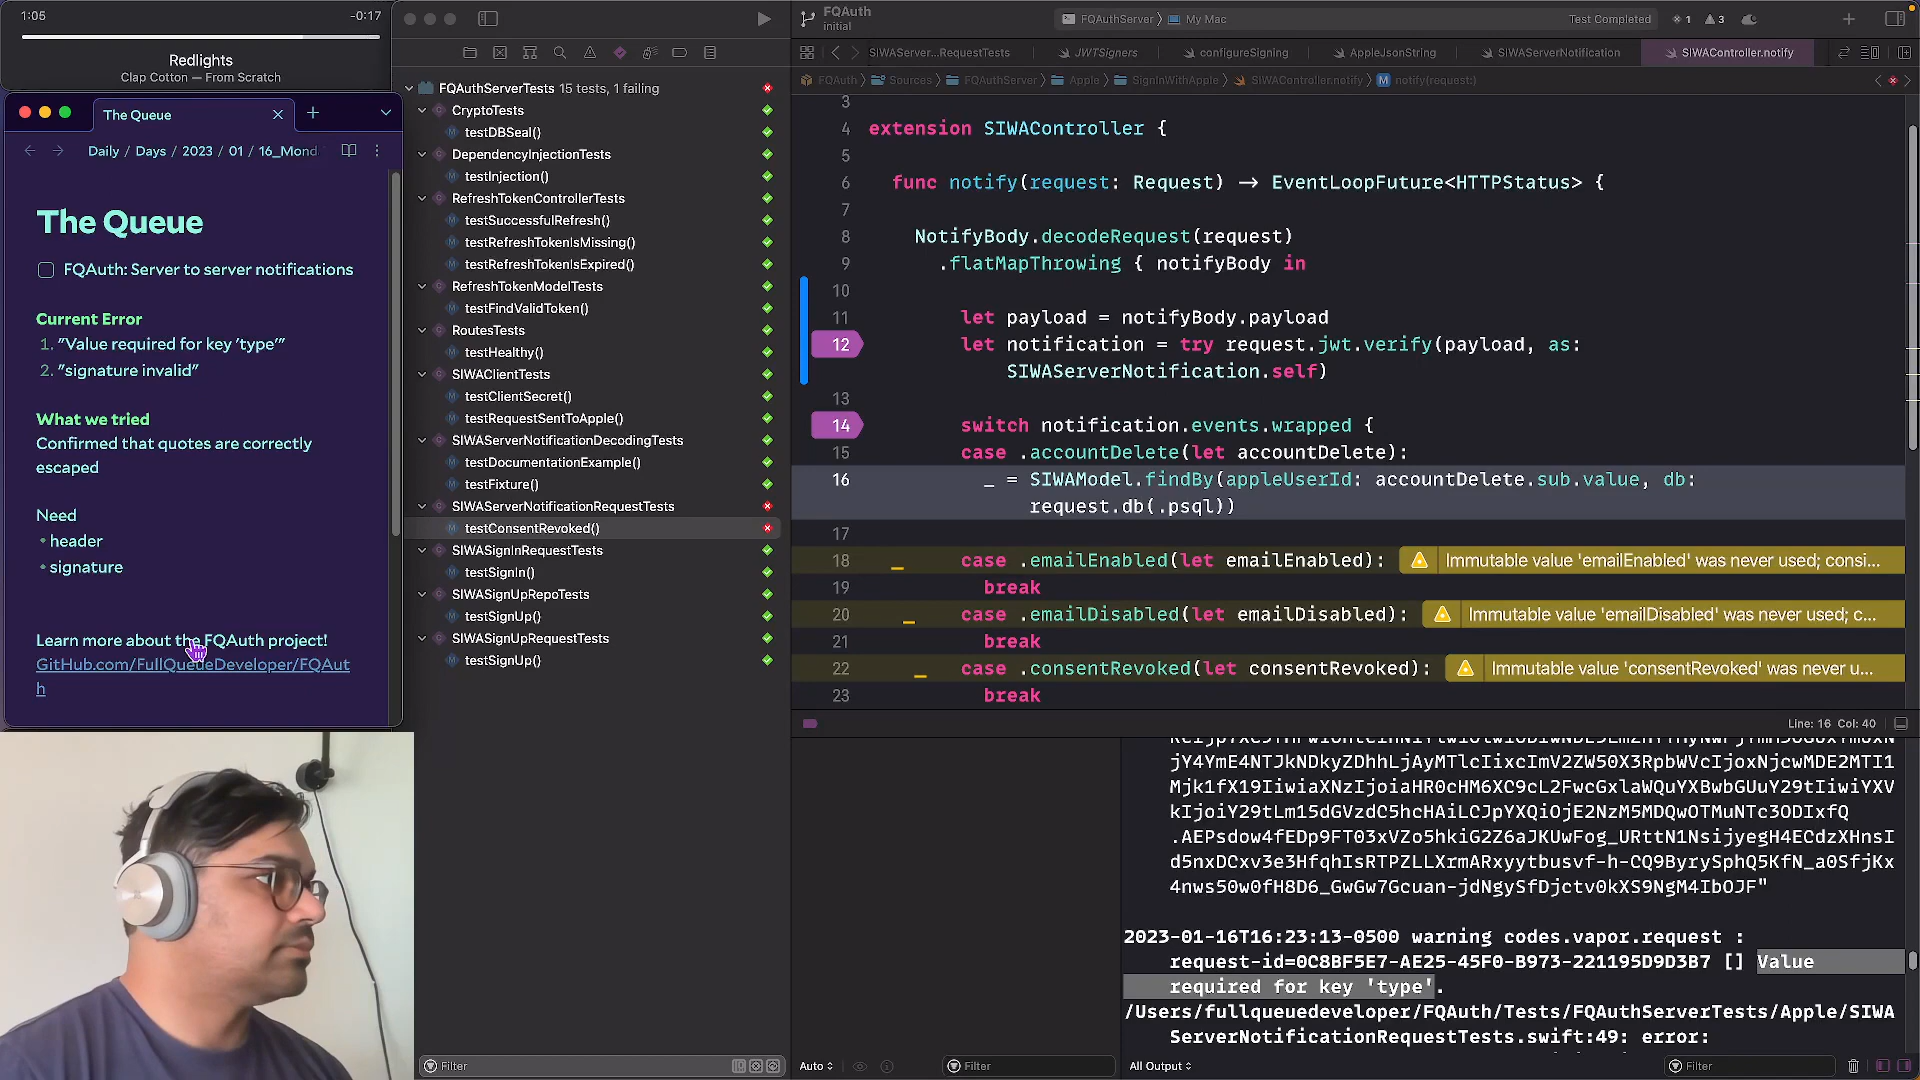 1:05
-0:17
Redlights
Clap Cotton — From Scratch
The Queue
Daily / Days / 2023 / 01 / 16_Mond
The Queue
FQAuth: Server to server notifications
Current Error
1. "Value required for key 'type'"
2. "signature invalid"
What we tried
Confirmed that quotes are correctly
escaped
Need
• header
• signature
Learn more about the FQAuth project!
GitHub.com/FullQueueDeveloper/FQAut
h
FQAuthServerTests 15 tests, 1 failing
CryptoTests
testDBSeal()
DependencyInjectionTests
testInjection()
RefreshTokenControllerTests
testSuccessfulRefresh()
testRefreshTokenIsMissing()
testRefreshTokenIsExpired()
RefreshTokenModelTests
testFindValidToken()
RoutesTests
testHealthy()
SIWAClientTests
testClientSecret()
testRequestSentToApple()
SIWAServerNotificationDecodingTests
testDocumentationExample()
testFixture()
SIWAServerNotificationRequestTests
testConsentRevoked()
SIWASignInRequestTests
testSignIn()
SIWASignUpRepoTests
testSignUp()
SIWASignUpRequestTests
testSignUp()
Filter
FQAuth
initial
FQAuthServer
My Mac
Test Completed
1
3
SIWAServer...RequestTests
JWTSigners
configureSigning
AppleJsonString
SIWAServerNotification
SIWAController.notify
FQAuth
Sources
FQAuthServer
Apple
SignInWithApple
SIWAController.notify
M notify(request:)
3
4 extension SIWAController {
5
6 func notify(request: Request) -> EventLoopFuture<HTTPStatus> {
7
8 NotifyBody.decodeRequest(request)
9 .flatMapThrowing { notifyBody in
10
11 let payload = notifyBody.payload
12 let notification = try request.jwt.verify(payload, as:
SIWAServerNotification.self)
13
14 switch notification.events.wrapped {
15 case .accountDelete(let accountDelete):
16 _ = SIWAModel.findBy(appleUserId: accountDelete.sub.value, db:
request.db(.psql))
17
18 case .emailEnabled(let emailEnabled): Immutable value 'emailEnabled' was never used; consi...
19 break
20 case .emailDisabled(let emailDisabled): Immutable value 'emailDisabled' was never used; c...
21 break
22 case .consentRevoked(let consentRevoked): Immutable value 'consentRevoked' was never u...
23 break
Line: 16 Col: 40
jY4YmE4NTJkNDkyZDhhLjAyMTlcIixcImV2ZW50X3RpbWVcIjoxNjcwMDE2MTI1
Mjk1fX19IiwiaXNzIjoiaHR0cHM6XC9cL2FwcGxlaWQuYXBwbGUuY29tIiwiYXV
kIjoiY29tLm15dGVzdC5hcHAiLCJpYXQiOjE2NzM5MDQwOTMuNTc3ODIxfQ
.AEPsdow4fEDp9FT03xVZo5hkiG2Z6aJKUwFog_URttN1NsijyegH4ECdzXHnsI
d5nxDCxv3e3HfqhIsRTPZLLXrmARxyytbusvf-h-CQ9ByrySphQ5KfN_a0SfjKx
4nws50w0fH8D6_GwGw7Gcuan-jdNgySfDjctv0kXS9NgM4IbOJF"
2023-01-16T16:23:13-0500 warning codes.vapor.request :
request-id=0C8BF5E7-AE25-45F0-B973-221195D9D3B7 [] Value
required for key 'type'.
/Users/fullqueuedeveloper/FQAuth/Tests/FQAuthServerTests/Apple/SIWA
ServerNotificationRequestTests.swift:49: error:
Auto
Filter
All Output
Filter